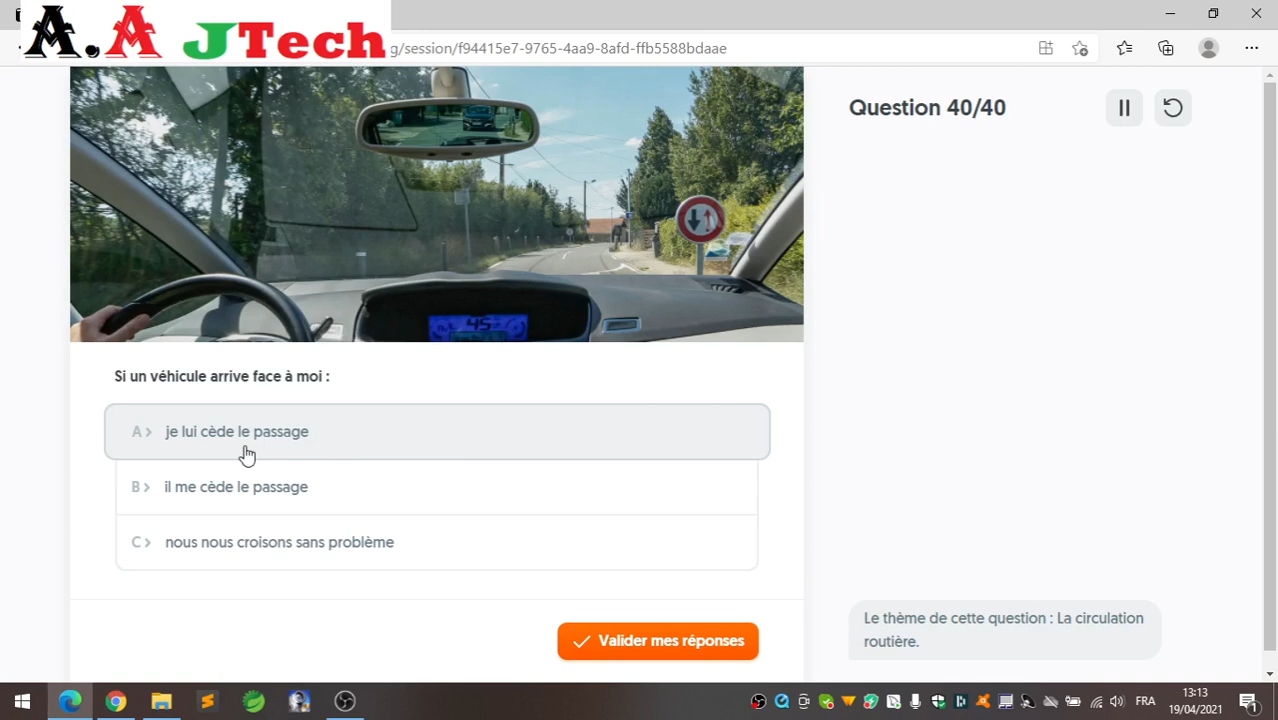 A.A JTech
g/session/f94415e7-9765-4aa9-8afd-ffb5588bdaae
Question 40/40
45
Si un véhicule arrive face à moi :
A > je lui cède le passage
B > il me cède le passage
C > nous nous croisons sans problème
Valider mes réponses
Le thème de cette question : La circulation
routière.
FRA
13:13
19/04/2021
1